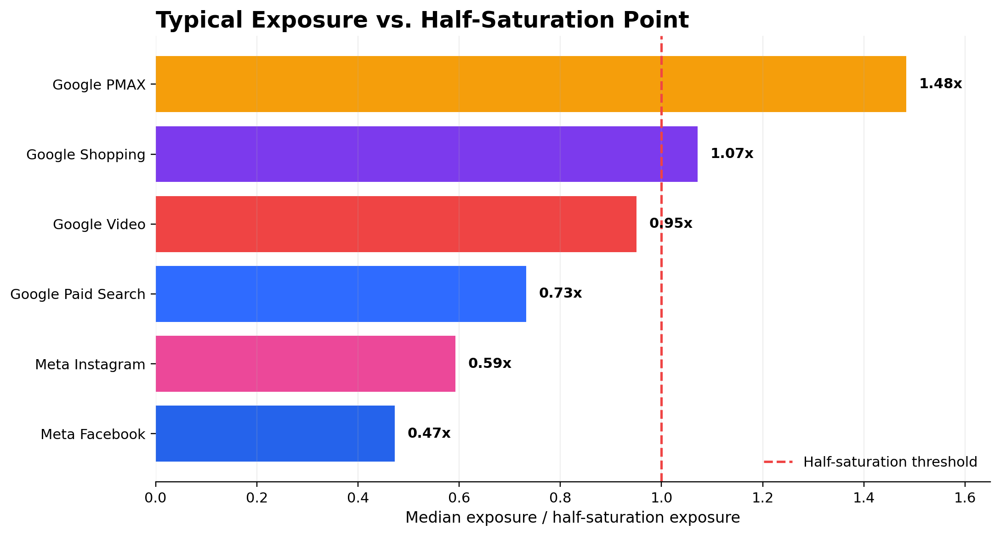 Typical Exposure vs. Half-Saturation Point
Google PMAX
1.48x
Google Shopping
1.07x
Google Video
0.95x
Google Paid Search
0.73x
Meta Instagram
0.59x
Meta Facebook
0.47x
Half-saturation threshold
0.0 0.2 0.4 0.6 0.8 1.0 1.2 1.4 1.6
Median exposure / half-saturation exposure